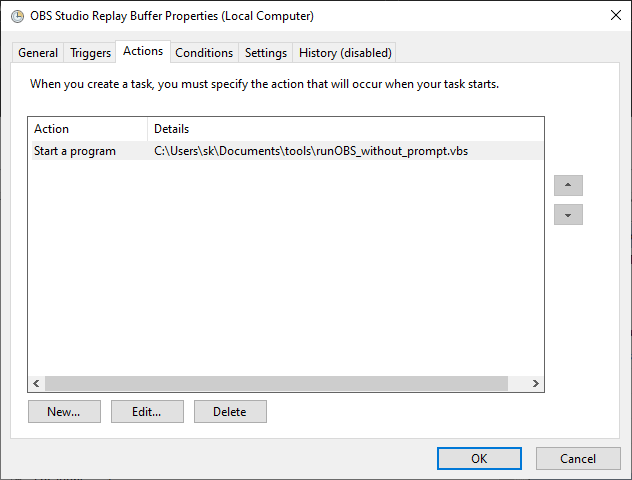 OBS Studio Replay Buffer Properties (Local Computer)
General Triggers Actions Conditions Settings History (disabled)
When you create a task, you must specify the action that will occur when your task starts.
Action Details
Start a program C:\Users\sk\Documents\tools\runOBS_without_prompt.vbs
New... Edit... Delete
OK Cancel